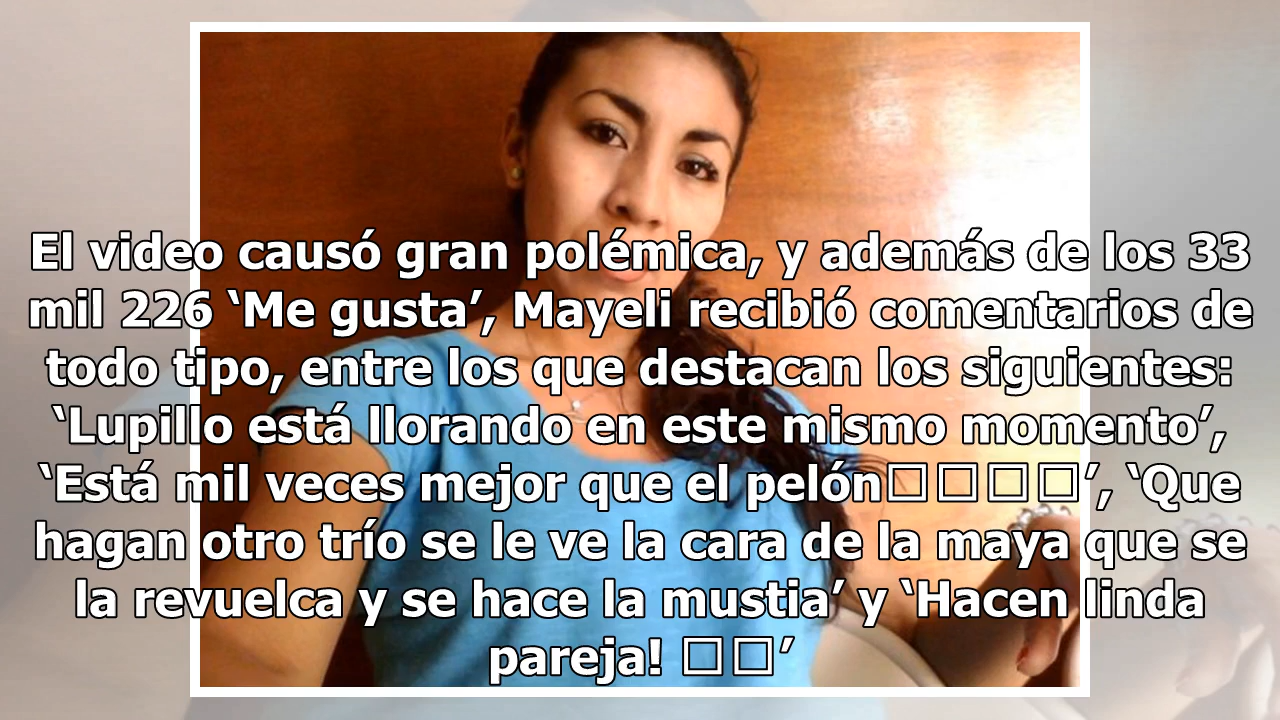 El video causó gran polémica, y además de los 33
mil 226 ‘Me gusta’, Mayeli recibió comentarios de
todo tipo, entre los que destacan los siguientes:
‘Lupillo está llorando en este mismo momento’,
‘Está mil veces mejor que el pelón□□□□’, ‘Que
hagan otro trío se le ve la cara de la maya que se
la revuelca y se hace la mustia’ y ‘Hacen linda
pareja! □□’